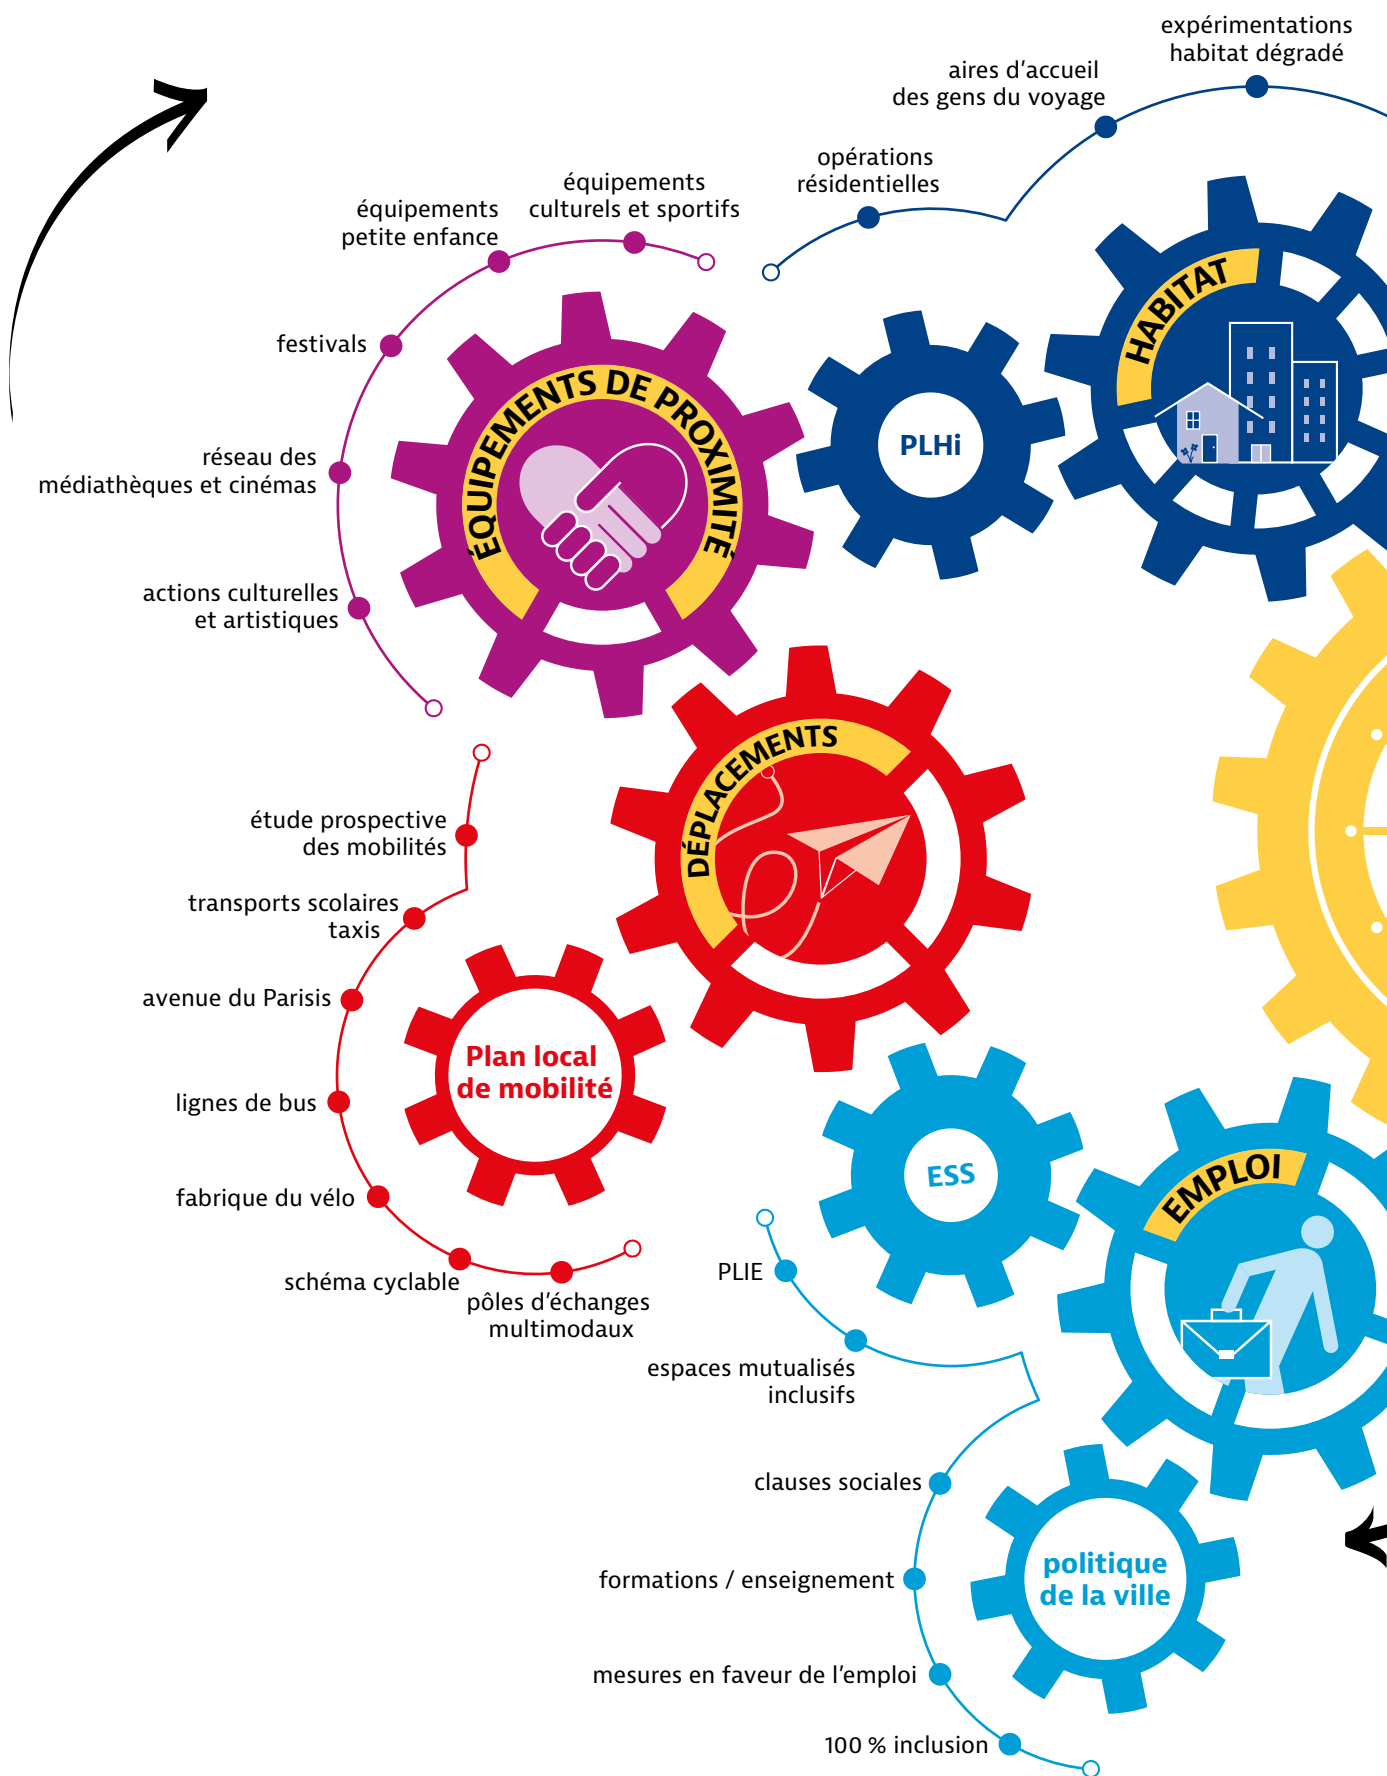 expérimentations
habitat dégradé
aires d'accueil
des gens du voyage
opérations
résidentielles
équipements
culturels et sportifs
équipements
petite enfance
festivals
réseau des
médiathèques et cinémas
actions culturelles
et artistiques
ÉQUIPEMENTS DE PROXIMITÉ
PLHi
HABITAT
DÉPLACEMENTS
étude prospective
des mobilités
transports scolaires
taxis
avenue du Parisis
lignes de bus
fabrique du vélo
schéma cyclable
pôles d'échanges
multimodaux
Plan local
de mobilité
ESS
EMPLOI
PLIE
espaces mutualisés
inclusifs
clauses sociales
formations / enseignement
mesures en faveur de l'emploi
100 % inclusion
politique
de la ville